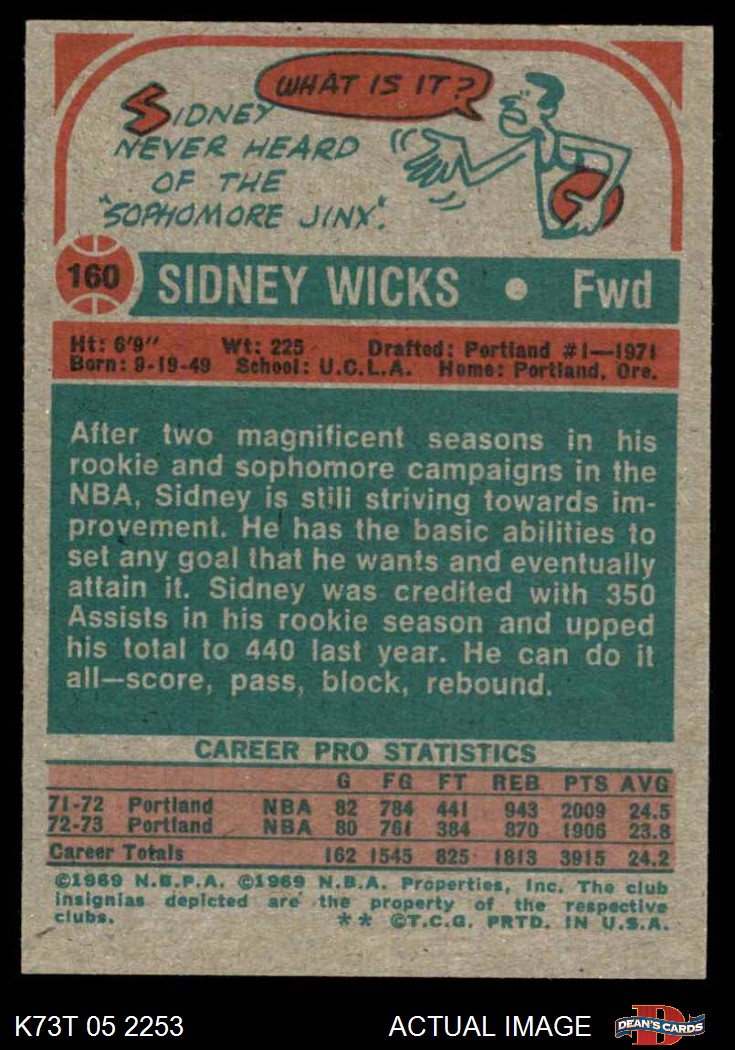 WHAT IS IT?
SIDNEY
NEVER HEARD
OF THE
"SOPHOMORE JINX".
160 SIDNEY WICKS • Fwd
Ht: 6'9" Wt: 225 Drafted: Portland #1—1971
Born: 9-19-49 School: U.C.L.A. Home: Portland, Ore.
After two magnificent seasons in his
rookie and sophomore campaigns in the
NBA, Sidney is still striving towards im-
provement. He has the basic abilities to
set any goal that he wants and eventually
attain it. Sidney was credited with 350
Assists in his rookie season and upped
his total to 440 last year. He can do it
all—score, pass, block, rebound.
CAREER PRO STATISTICS
G FG FT REB PTS AVG
71-72 Portland NBA 82 784 441 943 2009 24.5
72-73 Portland NBA 80 761 384 870 1906 23.8
Career Totals 162 1545 825 1813 3915 24.2
©1969 N.B.P.A. ©1969 N.B.A. Properties, Inc. The club
insignias depicted are the property of the respective
clubs. ** ©T.C.G. PRTD. IN U.S.A.
K73T 05 2253 ACTUAL IMAGE DEAN'S CARDS